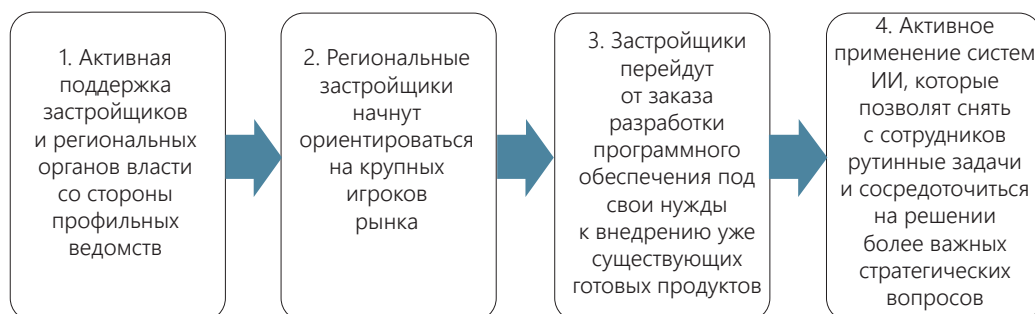 1. Активная
поддержка
застройщиков
и региональных
органов власти
со стороны
профильных
ведомств
2. Региональные
застройщики
начнут
ориентироваться
на крупных
игроков
рынка
3. Застройщики
перейдут
от заказа
разработки
программного
обеспечения под
свои нужды
к внедрению уже
существующих
готовых продуктов
4. Активное
применение систем
ИИ, которые
позволят снять
с сотрудников
рутинные задачи
и сосредоточиться
на решении
более важных
стратегических
вопросов